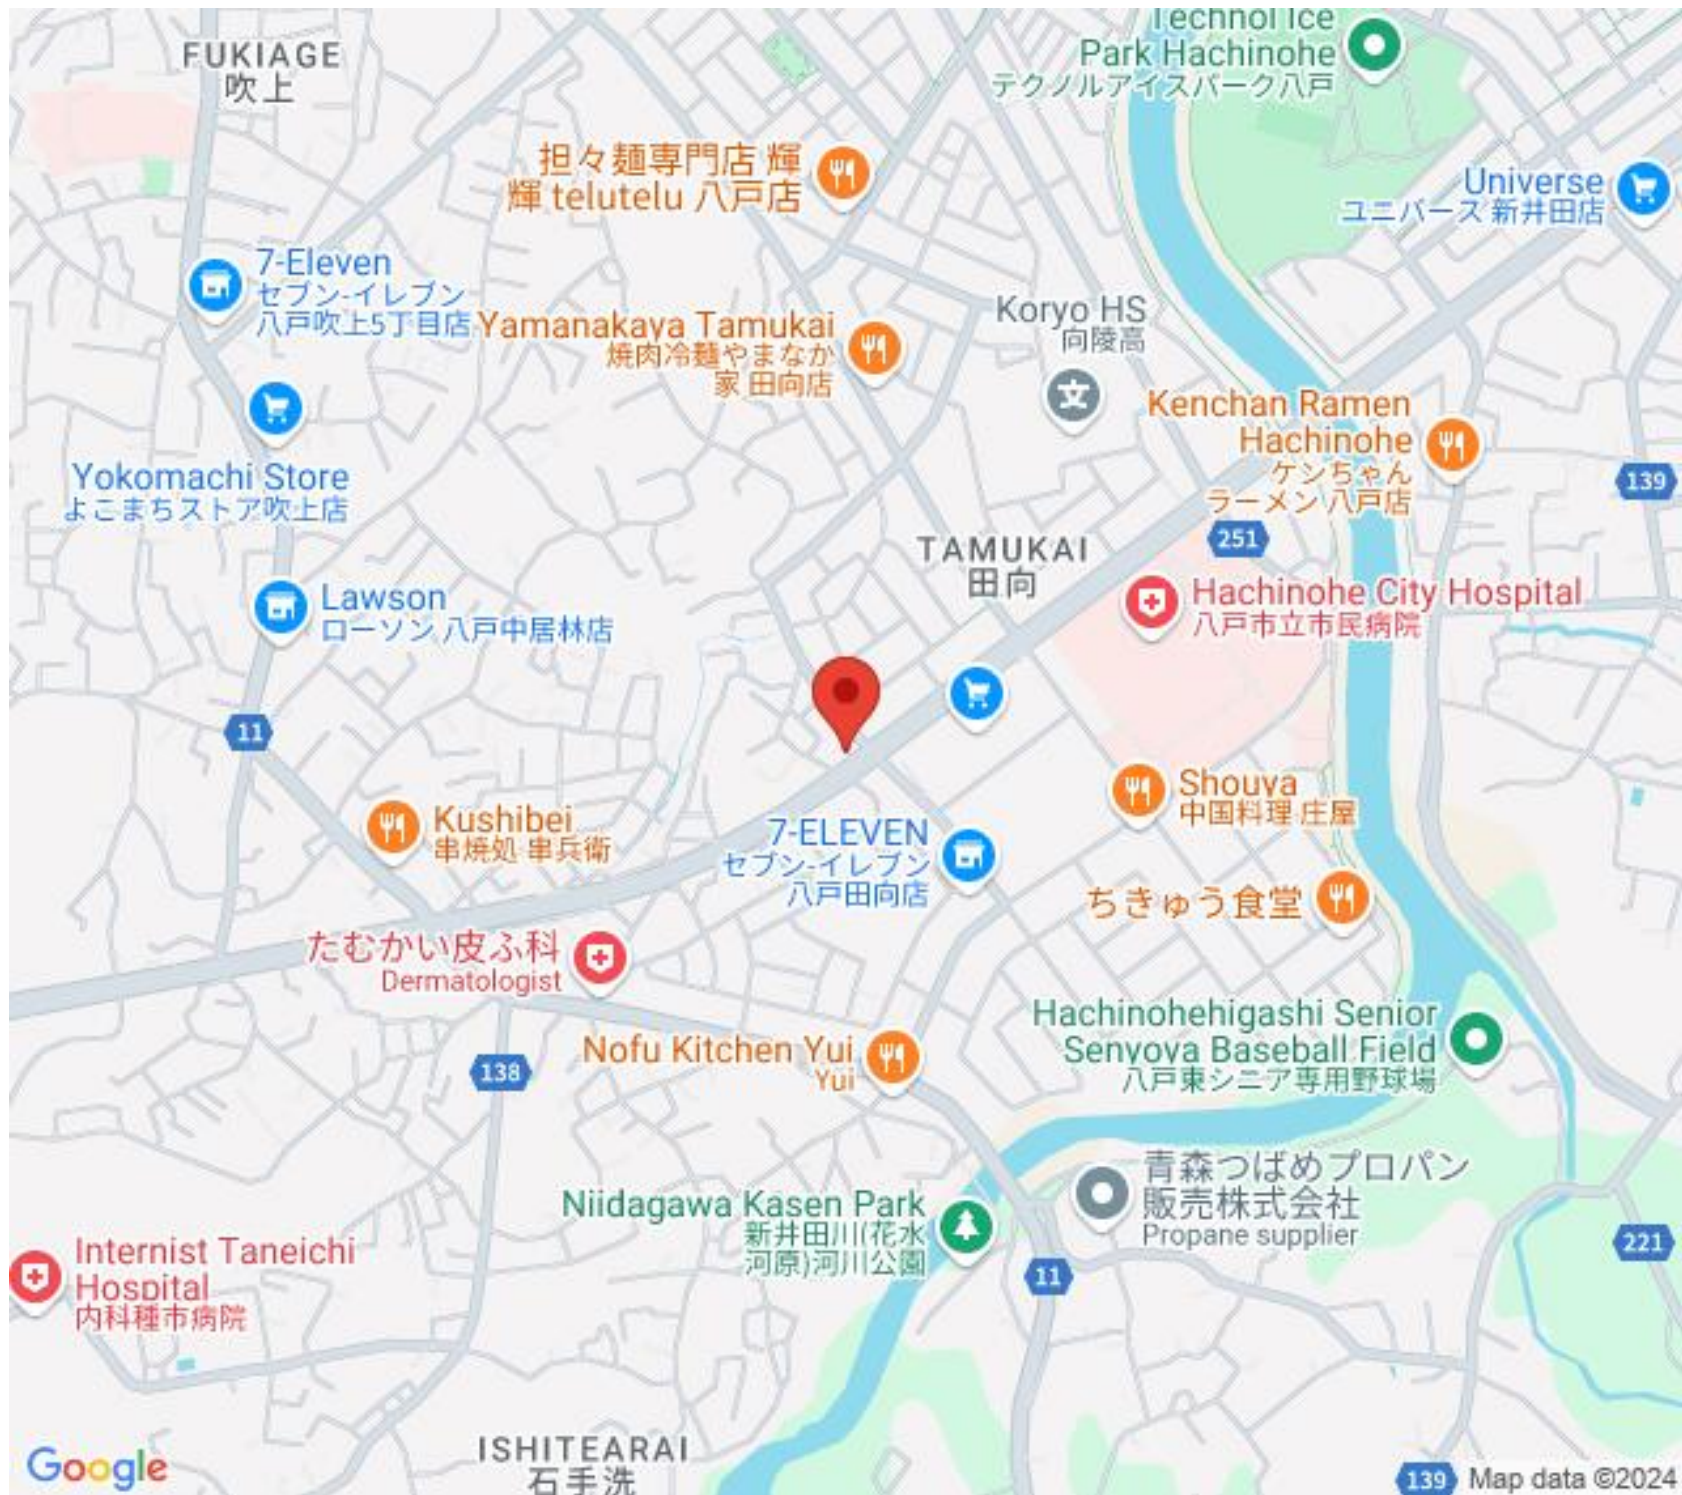 FUKIAGE
吹上
Technol Ice
Park Hachinohe
テクノルアイスパーク八戸
担々麺専門店 輝
輝 telutelu 八戸店
Universe
ユニバース 新井田店
7-Eleven
セブン-イレブン
八戸吹上5丁目店
Yamanakaya Tamukai
焼肉冷麺やまなか
家 田向店
Koryo HS
向陵高
文
Kenchan Ramen
Hachinohe
ケンちゃん
ラーメン 八戸店
Yokomachi Store
よこまちストア吹上店
139
251
TAMUKAI
田向
Hachinohe City Hospital
八戸市立市民病院
Lawson
ローソン 八戸中居林店
11
Kushibei
串焼処 串兵衛
7-ELEVEN
セブン-イレブン
八戸田向店
Shouya
中国料理 庄屋
ちきゅう食堂
たむかい皮ふ科
Dermatologist
Hachinohehigashi Senior
Senyoya Baseball Field
八戸東シニア専用野球場
Nofu Kitchen Yui
Yui
138
青森つばめプロパン
販売株式会社
Propane supplier
Niidagawa Kasen Park
新井田川(花水
河原)河川公園
Internist Taneichi
Hospital
内科種市病院
11
221
ISHITEARAI
石手洗
Google
139
Map data ©2024